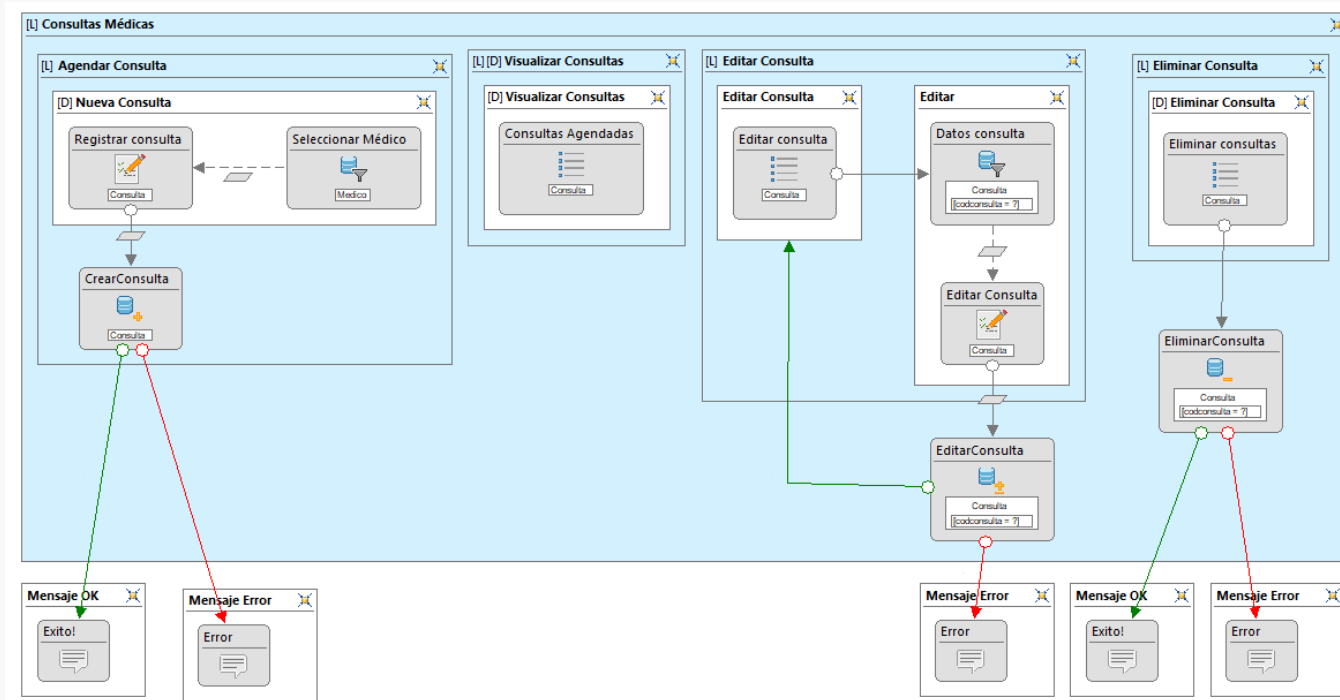 [L] Consultas Médicas
[L] Agendar Consulta
[D] Nueva Consulta
Registrar consulta
Consulta
Seleccionar Médico
Medico
CrearConsulta
Consulta
[L] [D] Visualizar Consultas
[D] Visualizar Consultas
Consultas Agendadas
Consulta
[L] Editar Consulta
Editar Consulta
Editar consulta
Consulta
Editar
Datos consulta
Consulta
[codconsulta = ?]
Editar Consulta
Consulta
EditarConsulta
Consulta
[codconsulta = ?]
[L] Eliminar Consulta
[D] Eliminar Consulta
Eliminar consultas
Consulta
EliminarConsulta
Consulta
[codconsulta = ?]
Mensaje OK
Exito!
Mensaje Error
Error
Mensaje Error
Error
Mensaje OK
Exito!
Mensaje Error
Error